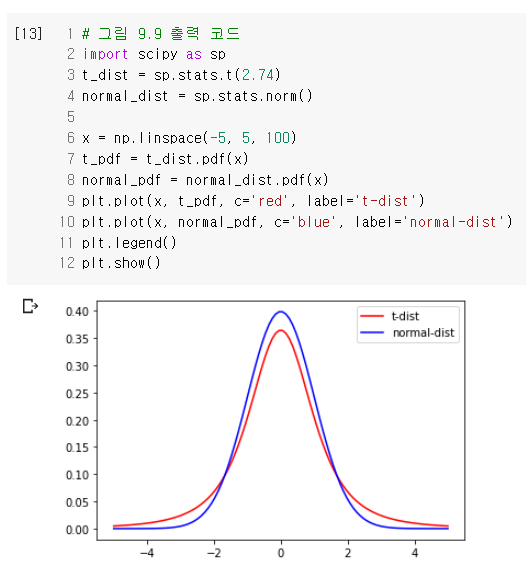 [13]
1 # 그림 9.9 출력 코드
2 import scipy as sp
3 t_dist = sp.stats.t(2.74)
4 normal_dist = sp.stats.norm()
5
6 x = np.linspace(-5, 5, 100)
7 t_pdf = t_dist.pdf(x)
8 normal_pdf = normal_dist.pdf(x)
9 plt.plot(x, t_pdf, c='red', label='t-dist')
10 plt.plot(x, normal_pdf, c='blue', label='normal-dist')
11 plt.legend()
12 plt.show()
t-dist
normal-dist
0.40
0.35
0.30
0.25
0.20
0.15
0.10
0.05
0.00
−4 −2 0 2 4